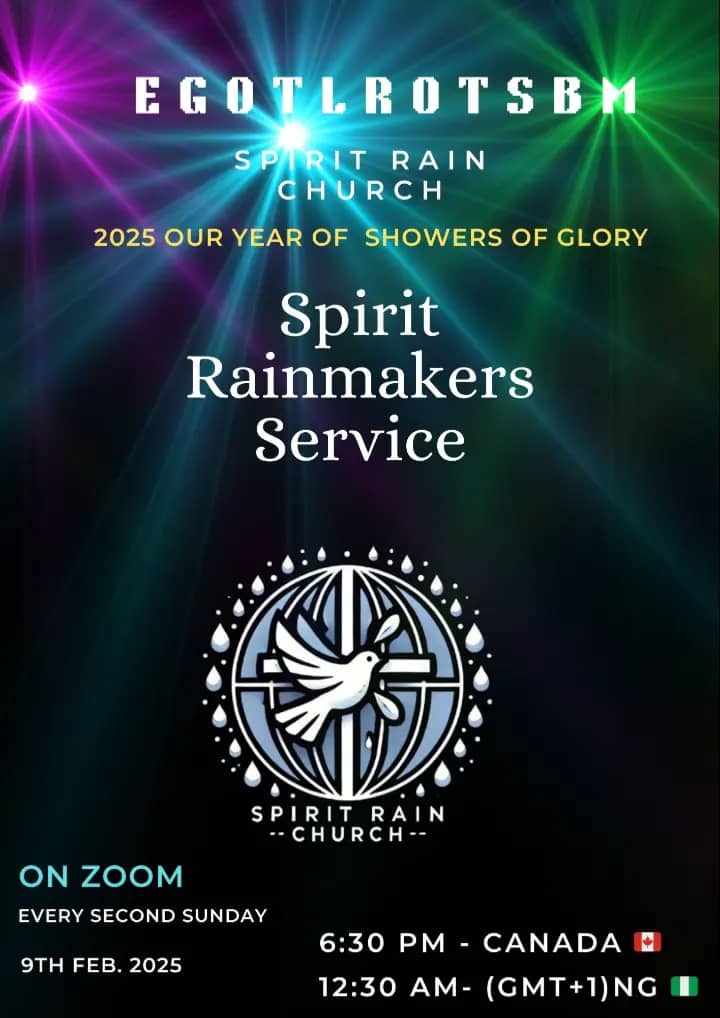 EGOTLROTSBM
SPIRIT RAIN
CHURCH
2025 OUR YEAR OF SHOWERS OF GLORY
Spirit
Rainmakers
Service
SPIRIT RAIN
--CHURCH--
ON ZOOM
EVERY SECOND SUNDAY
9TH FEB. 2025
6:30 PM - CANADA 🇨🇦
12:30 AM- (GMT+1)NG 🇳🇬